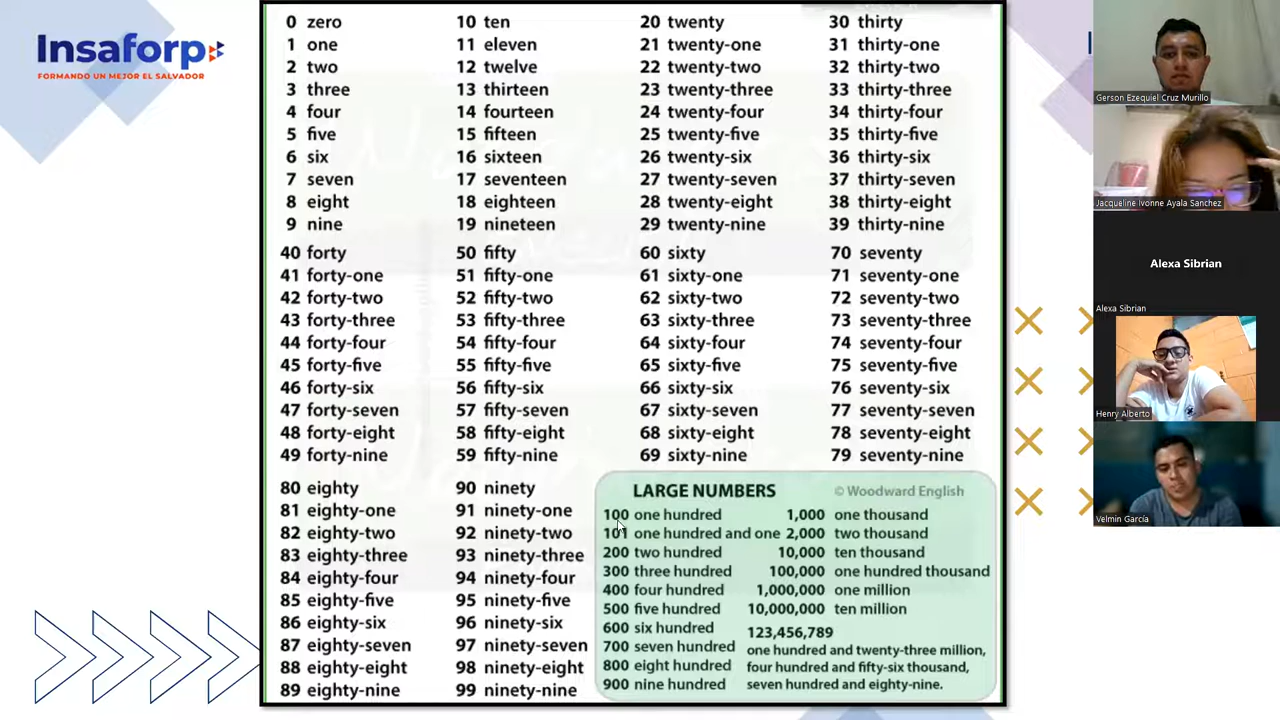 Insaforp
FORMANDO UN MEJOR EL SALVADOR
0 zero 10 ten 20 twenty 30 thirty
1 one 11 eleven 21 twenty-one 31 thirty-one
2 two 12 twelve 22 twenty-two 32 thirty-two
3 three 13 thirteen 23 twenty-three 33 thirty-three
4 four 14 fourteen 24 twenty-four 34 thirty-four
5 five 15 fifteen 25 twenty-five 35 thirty-five
6 six 16 sixteen 26 twenty-six 36 thirty-six
7 seven 17 seventeen 27 twenty-seven 37 thirty-seven
8 eight 18 eighteen 28 twenty-eight 38 thirty-eight
9 nine 19 nineteen 29 twenty-nine 39 thirty-nine
40 forty 50 fifty 60 sixty 70 seventy
41 forty-one 51 fifty-one 61 sixty-one 71 seventy-one
42 forty-two 52 fifty-two 62 sixty-two 72 seventy-two
43 forty-three 53 fifty-three 63 sixty-three 73 seventy-three
44 forty-four 54 fifty-four 64 sixty-four 74 seventy-four
45 forty-five 55 fifty-five 65 sixty-five 75 seventy-five
46 forty-six 56 fifty-six 66 sixty-six 76 seventy-six
47 forty-seven 57 fifty-seven 67 sixty-seven 77 seventy-seven
48 forty-eight 58 fifty-eight 68 sixty-eight 78 seventy-eight
49 forty-nine 59 fifty-nine 69 sixty-nine 79 seventy-nine
80 eighty 90 ninety
81 eighty-one 91 ninety-one
82 eighty-two 92 ninety-two
83 eighty-three 93 ninety-three
84 eighty-four 94 ninety-four
85 eighty-five 95 ninety-five
86 eighty-six 96 ninety-six
87 eighty-seven 97 ninety-seven
88 eighty-eight 98 ninety-eight
89 eighty-nine 99 ninety-nine
LARGE NUMBERS © Woodward English
100 one hundred 1,000 one thousand
101 one hundred and one 2,000 two thousand
200 two hundred 10,000 ten thousand
300 three hundred 100,000 one hundred thousand
400 four hundred 1,000,000 one million
500 five hundred 10,000,000 ten million
600 six hundred
700 seven hundred
800 eight hundred
900 nine hundred
123,456,789
one hundred and twenty-three million,
four hundred and fifty-six thousand,
seven hundred and eighty-nine.
Gerson Ezequiel Cruz Murillo
Jacqueline Ivonne Ayala Sanchez
Alexa Sibrian
Alexa Sibrian
Henry Alberto
Velmin García